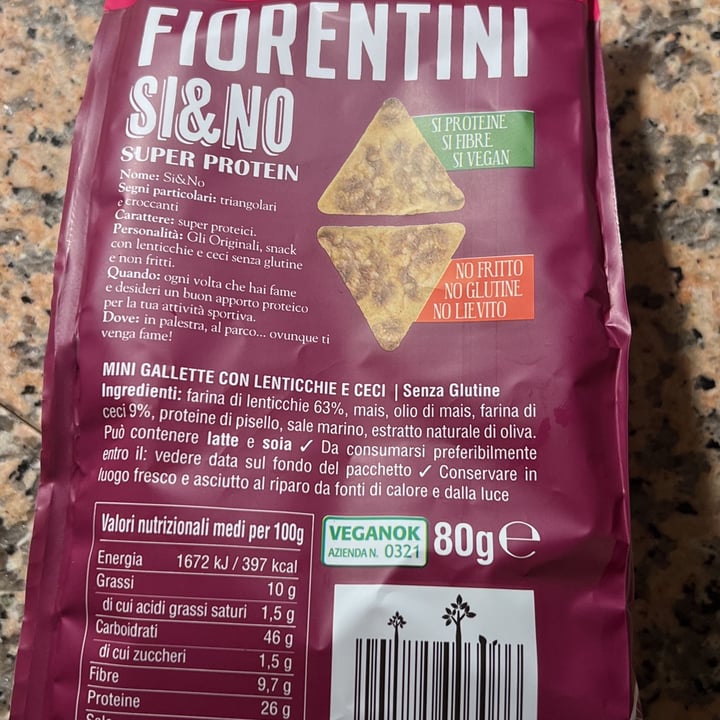 FIORENTINI
SI&NO
SUPER PROTEIN
Nome: Si&No
Segni particolari: triangolari
e croccanti
Carattere: super proteici.
Personalità: Gli Originali, snack
con lenticchie e ceci senza glutine
e non fritti.
Quando: ogni volta che hai fame
e desideri un buon apporto proteico
per la tua attività sportiva.
Dove: in palestra, al parco... ovunque ti
venga fame!
SI PROTEINE
SI FIBRE
SI VEGAN
NO FRITTO
NO GLUTINE
NO LIEVITO
MINI GALLETTE CON LENTICCHIE E CECI | Senza Glutine
Ingredienti: farina di lenticchie 63%, mais, olio di mais, farina di
ceci 9%, proteine di pisello, sale marino, estratto naturale di oliva.
Può contenere latte e soia ✓ Da consumarsi preferibilmente
entro il: vedere data sul fondo del pacchetto ✓ Conservare in
luogo fresco e asciutto al riparo da fonti di calore e dalla luce
Valori nutrizionali medi per 100g
Energia 1672 kJ / 397 kcal
Grassi 10 g
di cui acidi grassi saturi 1,5 g
Carboidrati 46 g
di cui zuccheri 1,5 g
Fibre 9,7 g
Proteine 26 g
VEGANOK
AZIENDA N. 0321
80g e